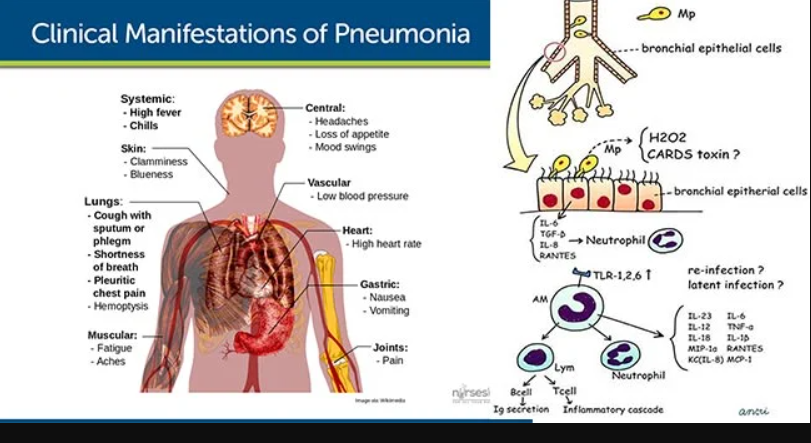 Clinical Manifestations of Pneumonia
Systemic:
- High fever
- Chills
Skin:
- Clamminess
- Blueness
Lungs:
- Cough with
sputum or
phlegm
- Shortness
of breath
- Pleuritic
chest pain
- Hemoptysis
Muscular:
- Fatigue
- Aches
Central:
- Headaches
- Loss of appetite
- Mood swings
Vascular
- Low blood pressure
Heart:
- High heart rate
Gastric:
- Nausea
- Vomiting
Joints:
- Pain
Image via Wikimedia
Mp
bronchial epithelial cells
Mp
H2O2
CARDS toxin ?
bronchial epitherial cells
IL-6
TGF-β
IL-8
RANTES
Neutrophil
TLR-1,2,6 ↑
re-infection ?
latent infection ?
AM
IL-23 IL-6
IL-12 TNF-α
IL-18 IL-1β
MIP-1α RANTES
KC(IL-8) MCP-1
Lym
Neutrophil
Bcell Tcell
Ig secretion Inflammatory cascade